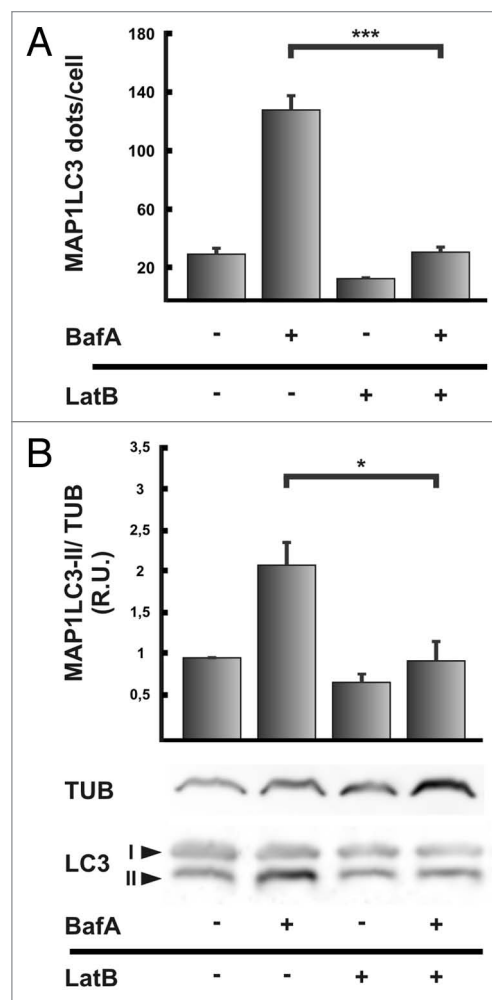 A
MAP1LC3 dots/cell
180
140
100
60
20
***
BafA - + - +
LatB - - + +
B
MAP1LC3-II/ TUB
(R.U.)
3,5
3
2,5
2
1,5
1
0,5
*
TUB
LC3
I
II
BafA - + - +
LatB - - + +